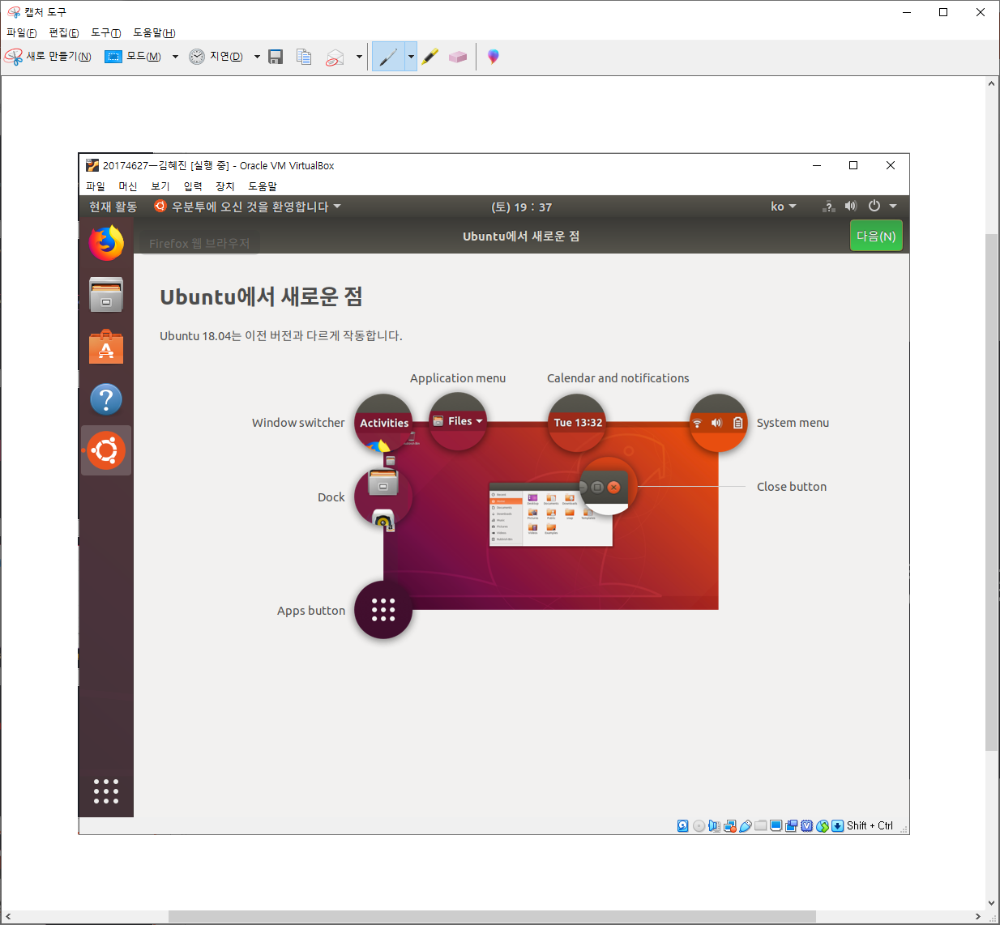 캡처 도구
파일(F) 편집(E) 도구(T) 도움말(H)
새로 만들기(N) 모드(M) 지연(D)
20174627—김혜진 [실행 중] - Oracle VM VirtualBox
파일 머신 보기 입력 장치 도움말
현재 활동 우분투에 오신 것을 환영합니다 (토) 19 : 37 ko
Firefox 웹 브라우저 Ubuntu에서 새로운 점 다음(N)
Ubuntu에서 새로운 점
Ubuntu 18.04는 이전 버전과 다르게 작동합니다.
Application menu Calendar and notifications
Window switcher Activities Files Tue 13:32 System menu
Dock Close button
Apps button
Shift + Ctrl